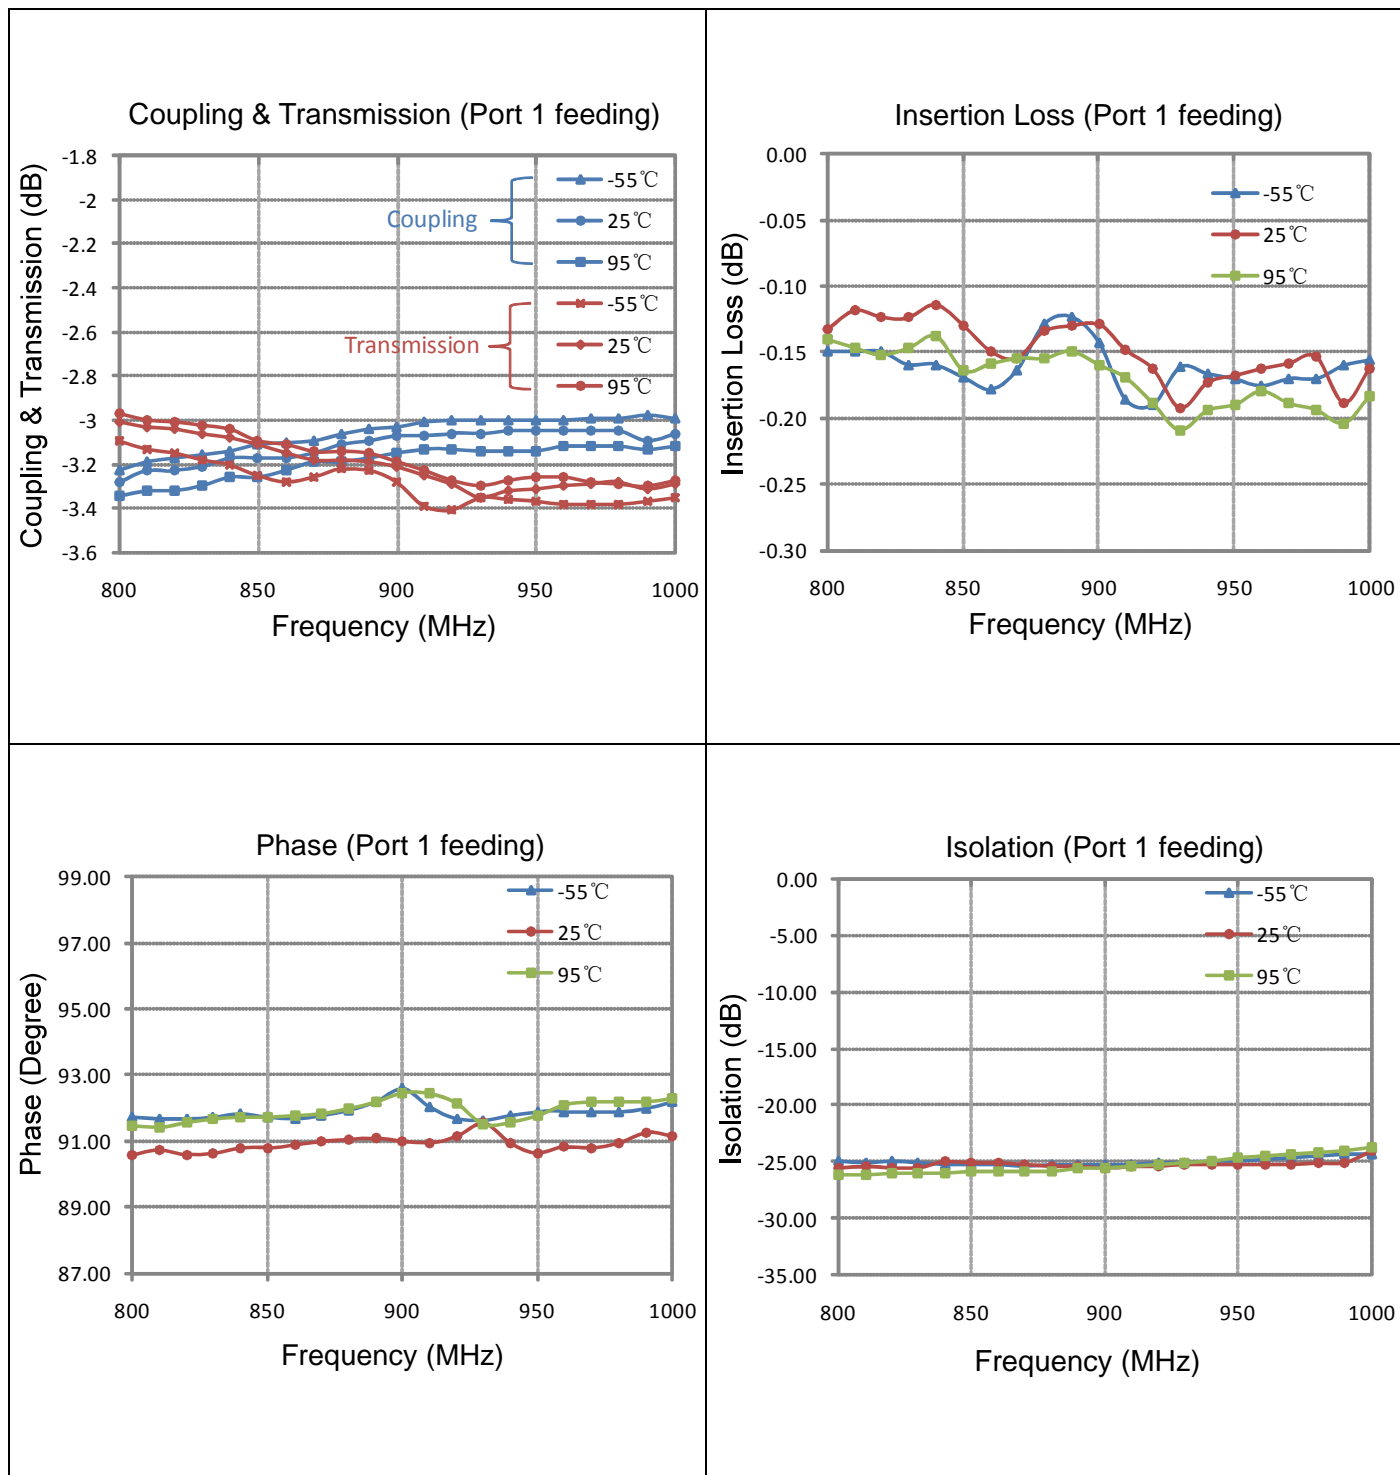 Coupling & Transmission (Port 1 feeding)
Coupling & Transmission (dB)
-1.8
-2
-2.2
-2.4
-2.6
-2.8
-3
-3.2
-3.4
-3.6
Coupling
-55℃
25℃
95℃
Transmission
-55℃
25℃
95℃
800 850 900 950 1000
Frequency (MHz)
Insertion Loss (Port 1 feeding)
Insertion Loss (dB)
0.00
-0.05
-0.10
-0.15
-0.20
-0.25
-0.30
-55℃
25℃
95℃
800 850 900 950 1000
Frequency (MHz)
Phase (Port 1 feeding)
Phase (Degree)
99.00
97.00
95.00
93.00
91.00
89.00
87.00
-55℃
25℃
95℃
800 850 900 950 1000
Frequency (MHz)
Isolation (Port 1 feeding)
Isolation (dB)
0.00
-5.00
-10.00
-15.00
-20.00
-25.00
-30.00
-35.00
-55℃
25℃
95℃
800 850 900 950 1000
Frequency (MHz)